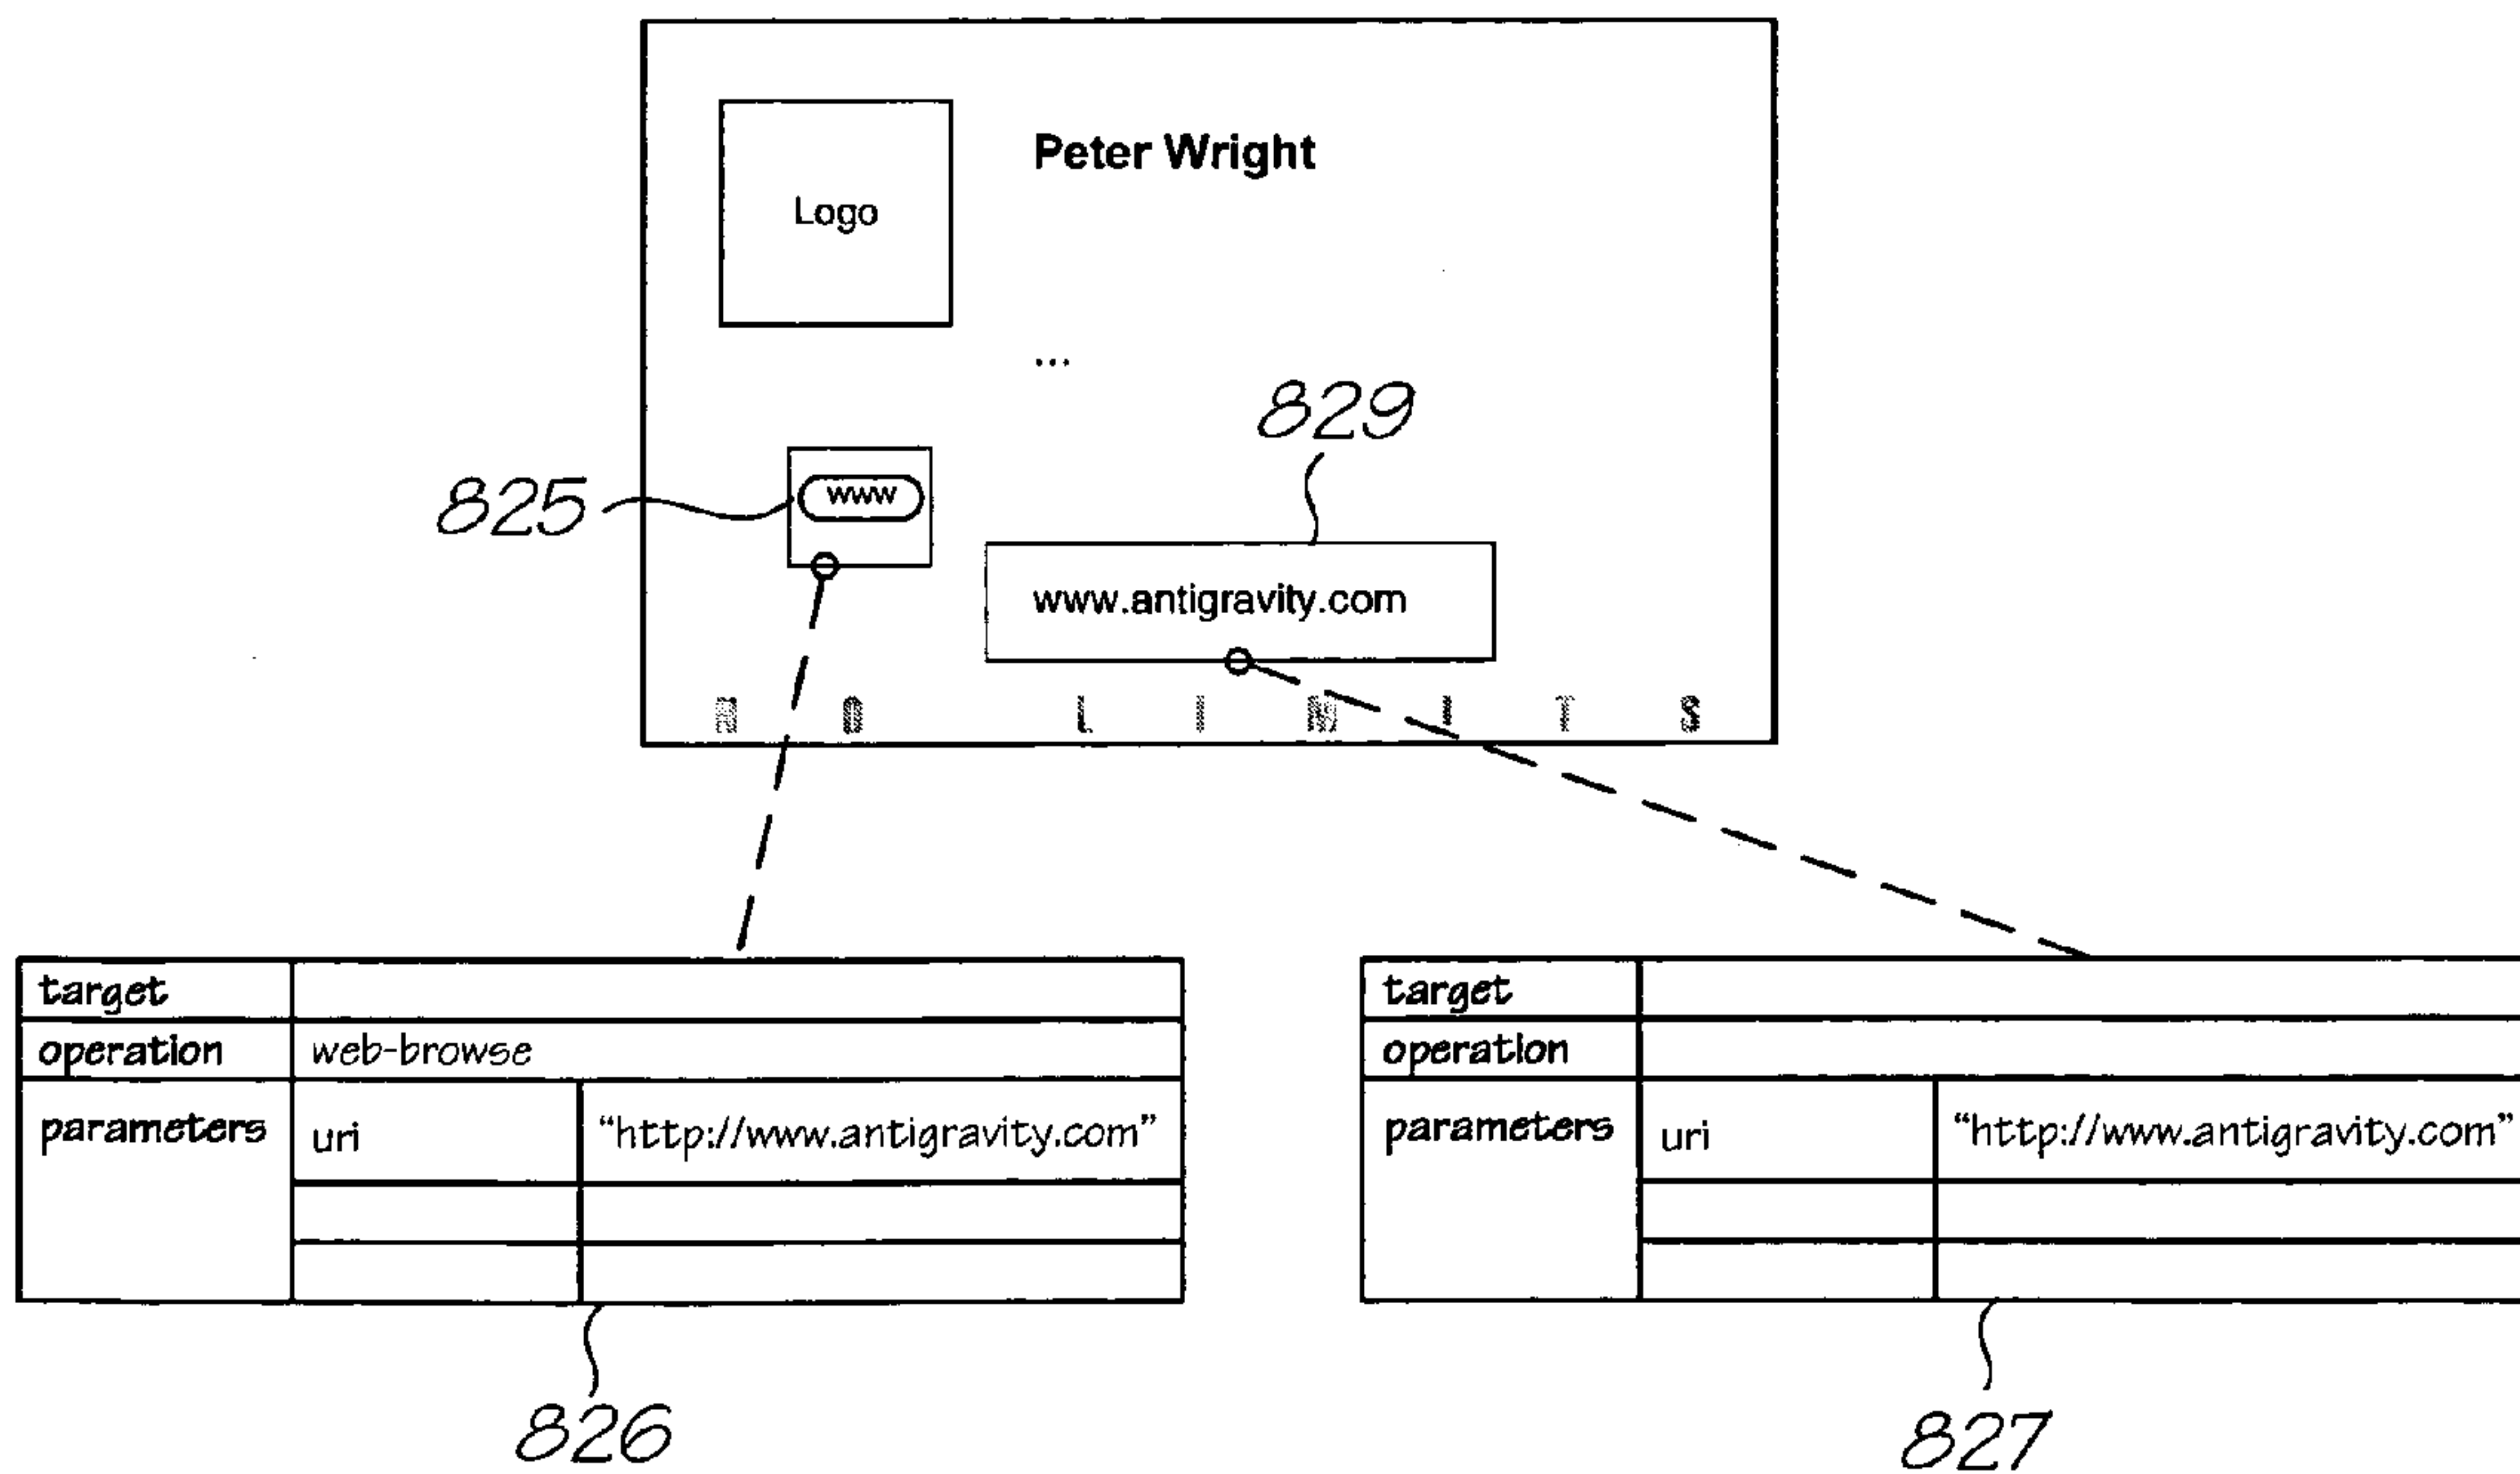 Peter Wright
Logo
...
829
825
www
www.antigravity.com
N O L I M I T S
target
operation web-browse
parameters uri “http://www.antigravity.com”
826
target
operation
parameters uri “http://www.antigravity.com”
827